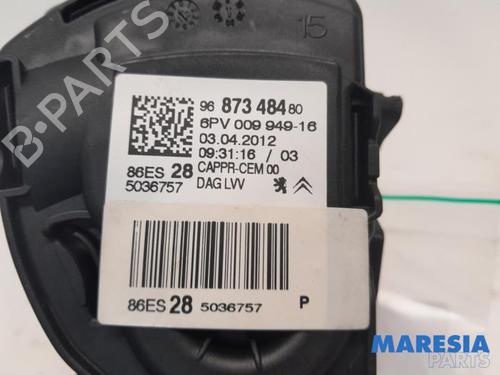 15
96 873 484 80
6PV 009 949-16
03.04.2012
09:31:16 / 03
86ES 28 CAPPR-CEM 00
5036757 DAG LVV
86ES 28 5036757 P
MARESIA
PARTS